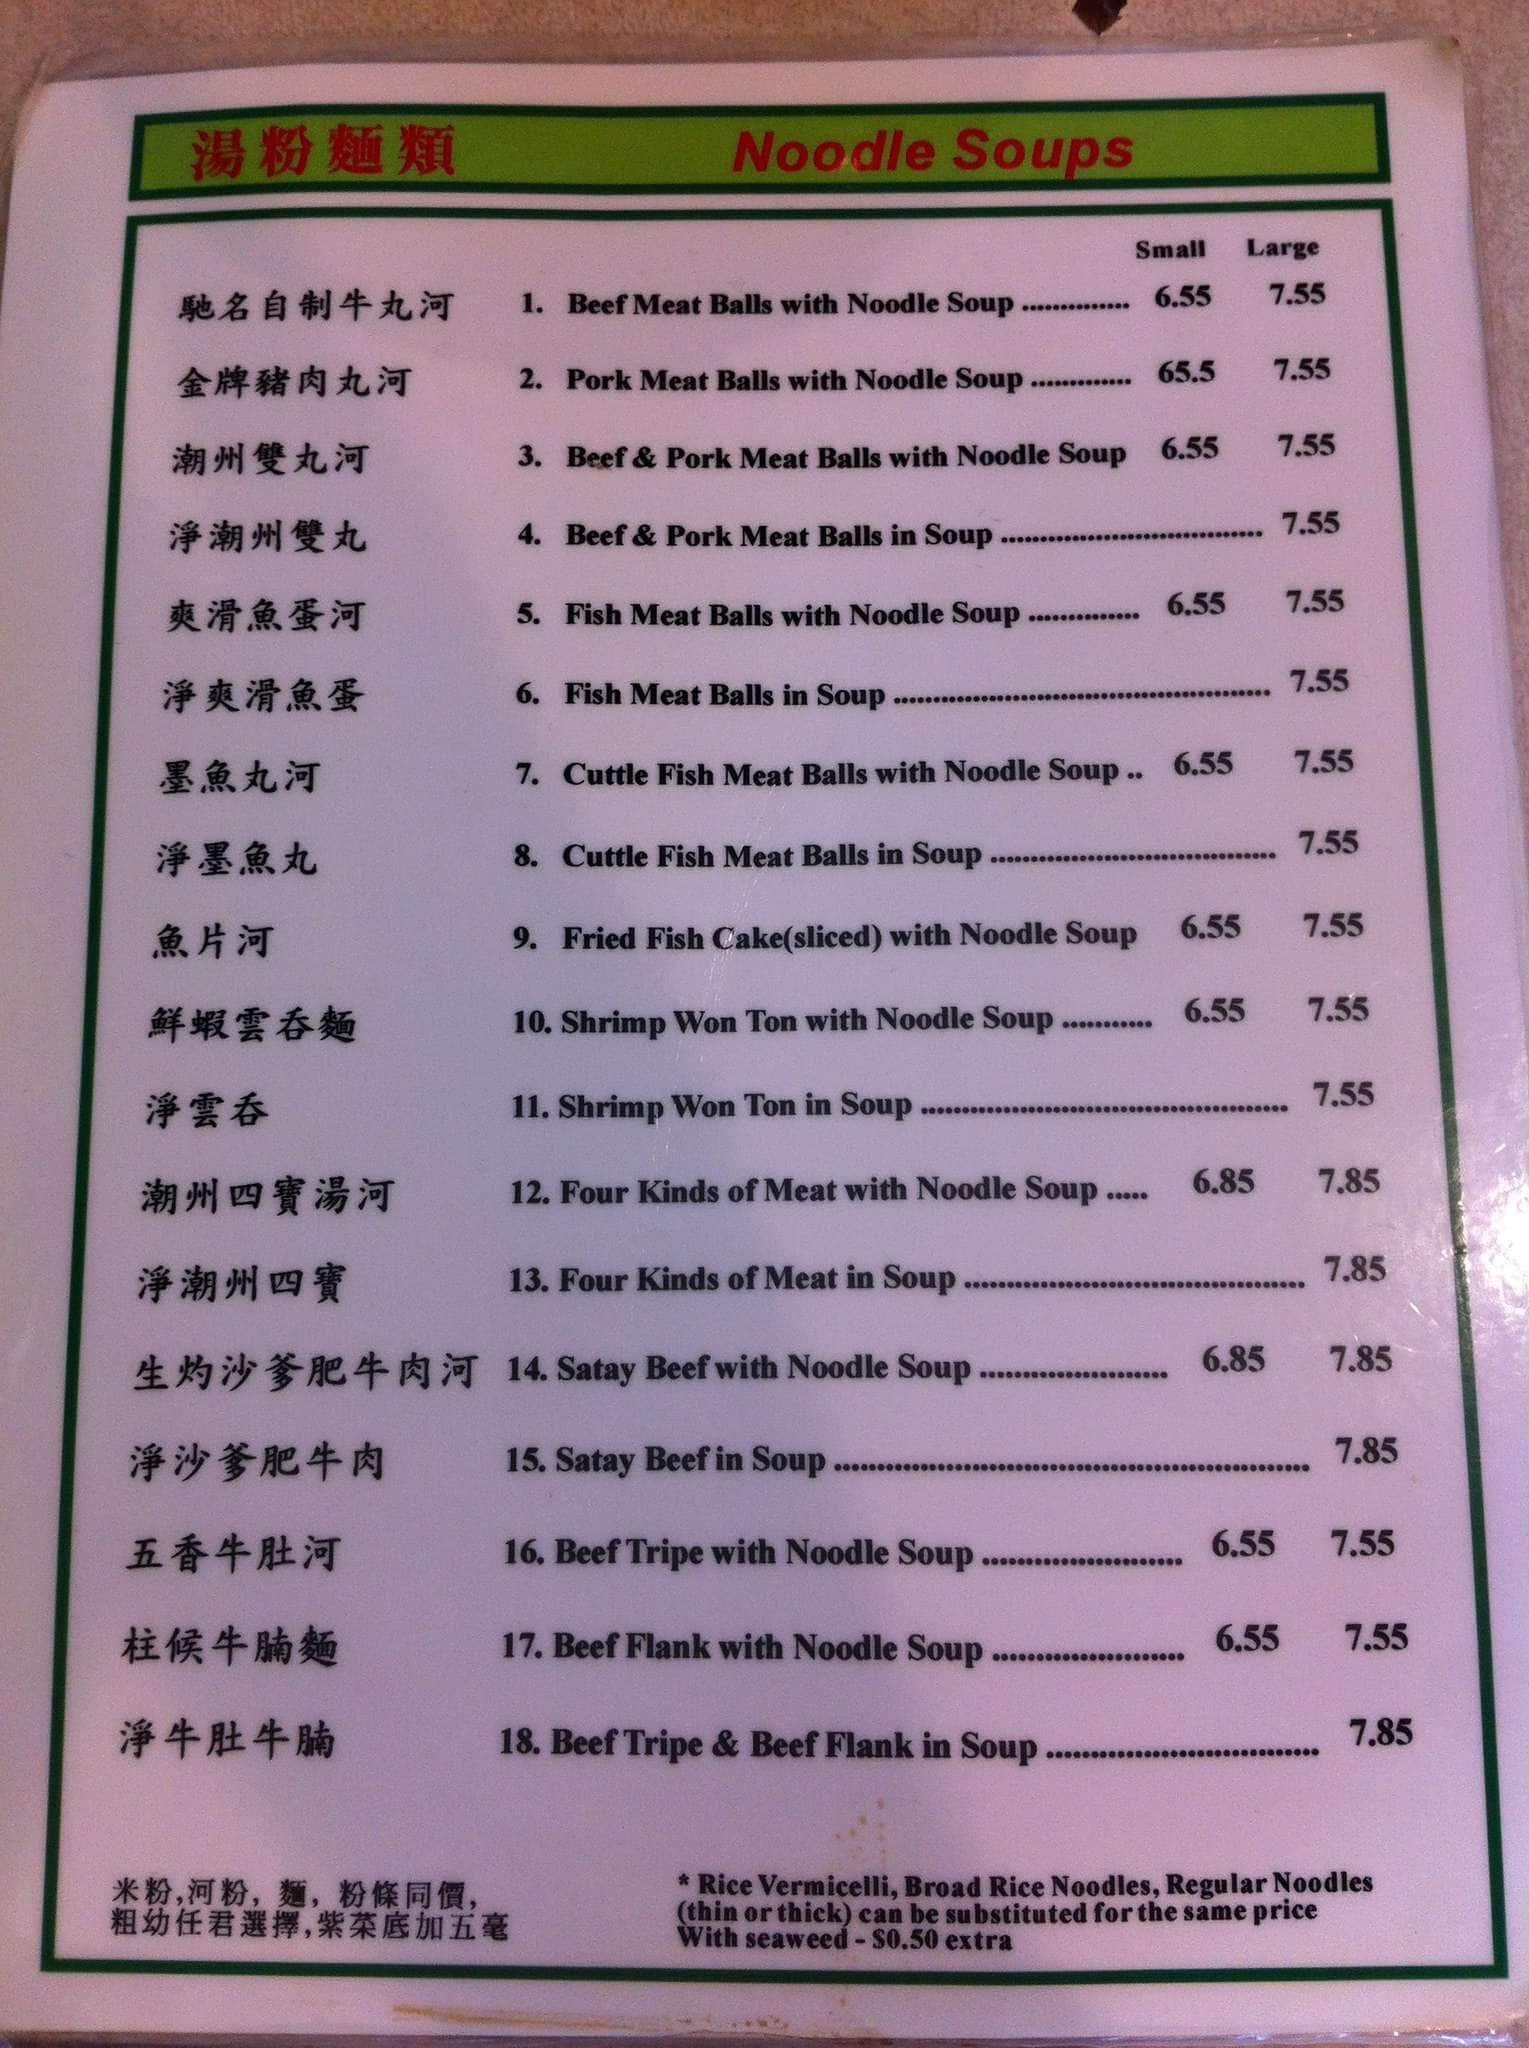 湯粉麵類 Noodle Soups
Small Large
馳名自制牛丸河 1. Beef Meat Balls with Noodle Soup .............. 6.55 7.55
金牌豬肉丸河 2. Pork Meat Balls with Noodle Soup ............. 65.5 7.55
潮州雙丸河 3. Beef & Pork Meat Balls with Noodle Soup 6.55 7.55
淨潮州雙丸 4. Beef & Pork Meat Balls in Soup .................................. 7.55
爽滑魚蛋河 5. Fish Meat Balls with Noodle Soup .............. 6.55 7.55
淨爽滑魚蛋 6. Fish Meat Balls in Soup ................................................ 7.55
墨魚丸河 7. Cuttle Fish Meat Balls with Noodle Soup .. 6.55 7.55
淨墨魚丸 8. Cuttle Fish Meat Balls in Soup .................................... 7.55
魚片河 9. Fried Fish Cake(sliced) with Noodle Soup 6.55 7.55
鮮蝦雲吞麵 10. Shrimp Won Ton with Noodle Soup ............ 6.55 7.55
淨雲吞 11. Shrimp Won Ton in Soup .............................................. 7.55
潮州四寶湯河 12. Four Kinds of Meat with Noodle Soup ..... 6.85 7.85
淨潮州四寶 13. Four Kinds of Meat in Soup ........................................ 7.85
生灼沙爹肥牛肉河 14. Satay Beef with Noodle Soup ...................... 6.85 7.85
淨沙爹肥牛肉 15. Satay Beef in Soup ....................................................... 7.85
五香牛肚河 16. Beef Tripe with Noodle Soup ....................... 6.55 7.55
柱候牛腩麵 17. Beef Flank with Noodle Soup ...................... 6.55 7.55
淨牛肚牛腩 18. Beef Tripe & Beef Flank in Soup ............................... 7.85
米粉,河粉, 麵, 粉條同價,
粗幼任君選擇,紫菜底加五毫
* Rice Vermicelli, Broad Rice Noodles, Regular Noodles
(thin or thick) can be substituted for the same price
With seaweed - $0.50 extra